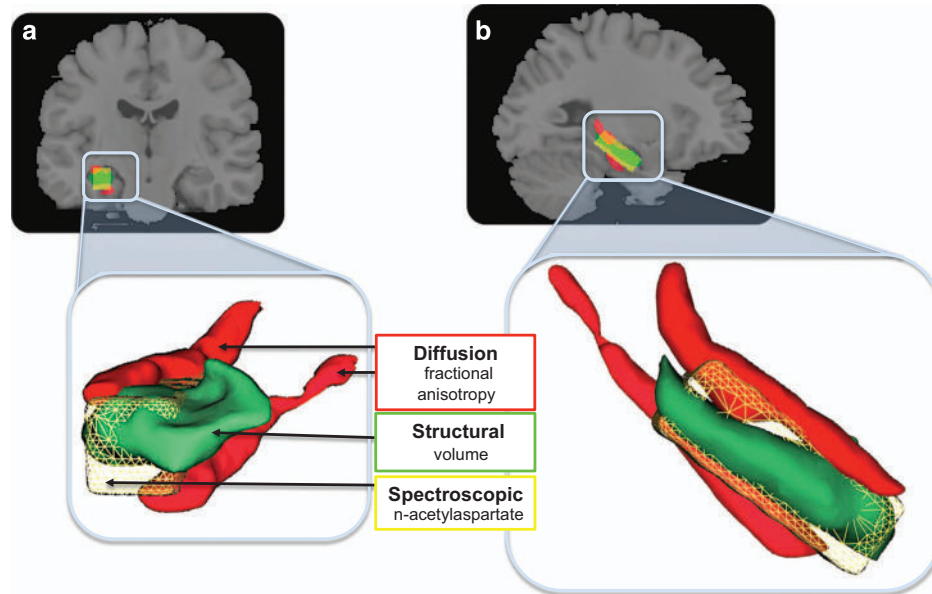 a
b
Diffusion
fractional
anisotropy
Structural
volume
Spectroscopic
n-acetylaspartate